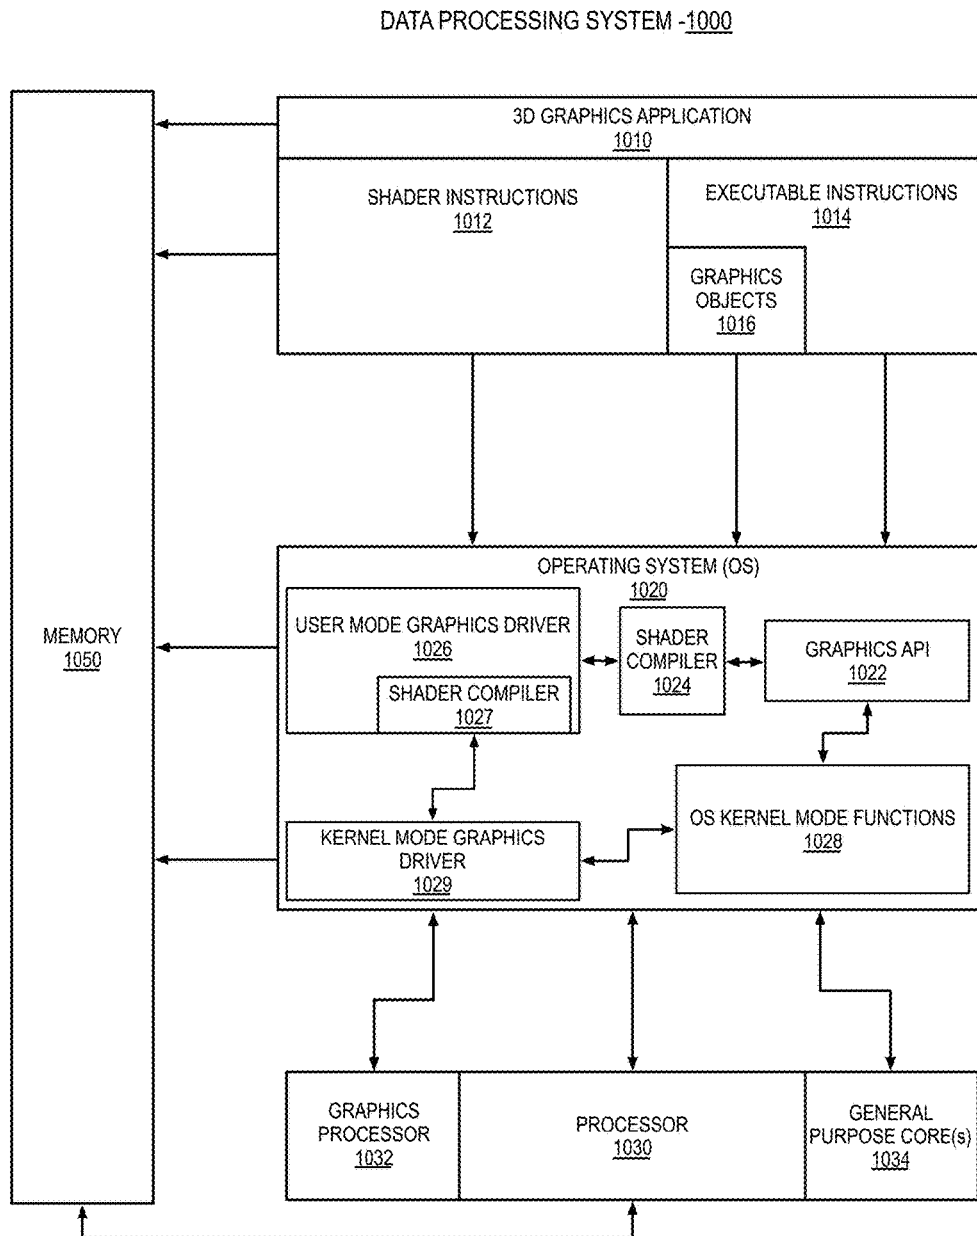 DATA PROCESSING SYSTEM -1000
3D GRAPHICS APPLICATION
1010
SHADER INSTRUCTIONS
1012
EXECUTABLE INSTRUCTIONS
1014
GRAPHICS
OBJECTS
1016
MEMORY
1050
OPERATING SYSTEM (OS)
1020
USER MODE GRAPHICS DRIVER
1026
SHADER COMPILER
1027
SHADER
COMPILER
1024
GRAPHICS API
1022
KERNEL MODE GRAPHICS
DRIVER
1029
OS KERNEL MODE FUNCTIONS
1028
GRAPHICS
PROCESSOR
1032
PROCESSOR
1030
GENERAL
PURPOSE CORE(s)
1034